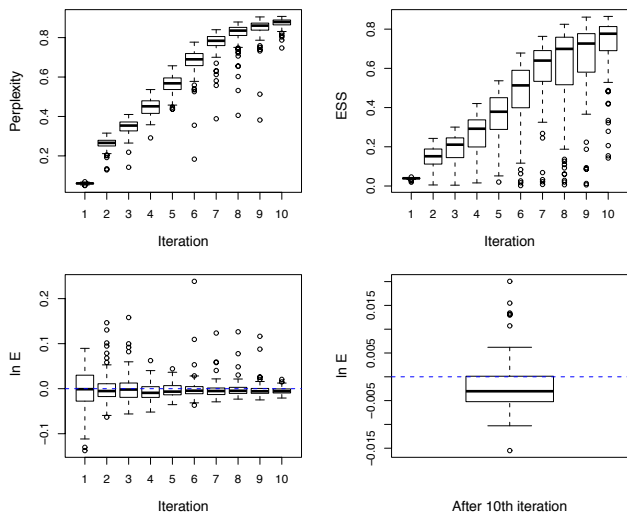 Perplexity
0.8
0.6
0.4
0.2
1 2 3 4 5 6 7 8 9 10
Iteration
ESS
0.8
0.6
0.4
0.2
0.0
1 2 3 4 5 6 7 8 9 10
Iteration
ln E
0.2
0.1
0.0
−0.1
1 2 3 4 5 6 7 8 9 10
Iteration
ln E
0.015
0.005
−0.005
−0.015
After 10th iteration